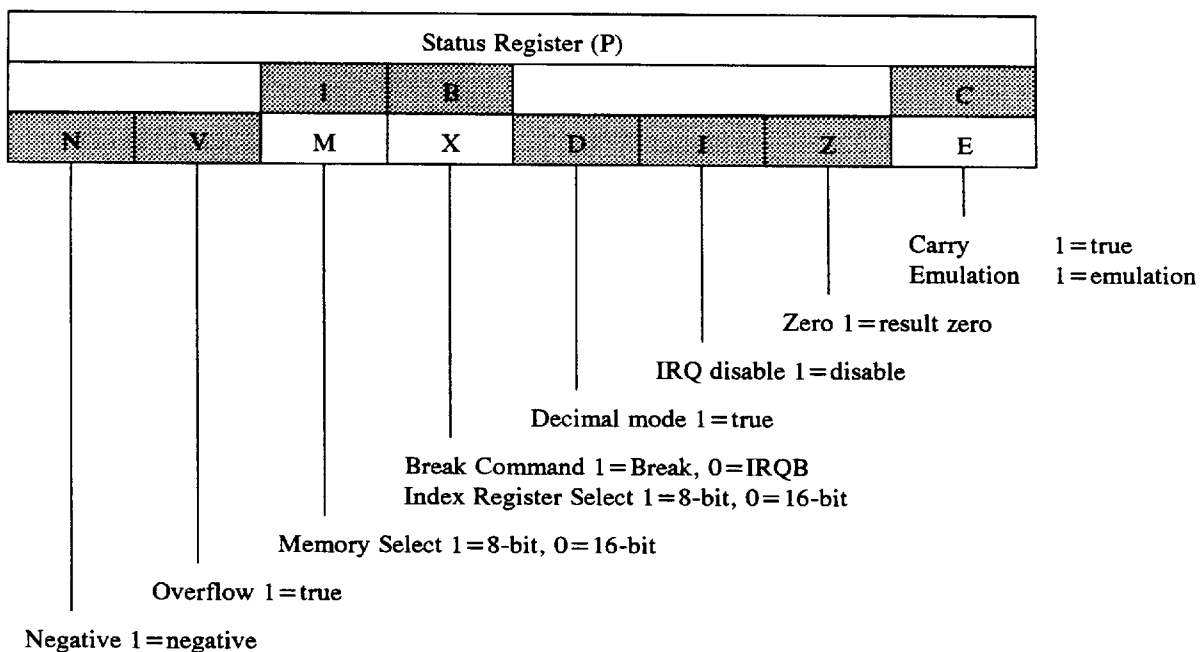 Status Register (P)
1 B C
N V M X D I Z E
Carry 1=true
Emulation 1=emulation
Zero 1=result zero
IRQ disable 1=disable
Decimal mode 1=true
Break Command 1=Break, 0=IRQB
Index Register Select 1=8-bit, 0=16-bit
Memory Select 1=8-bit, 0=16-bit
Overflow 1=true
Negative 1=negative